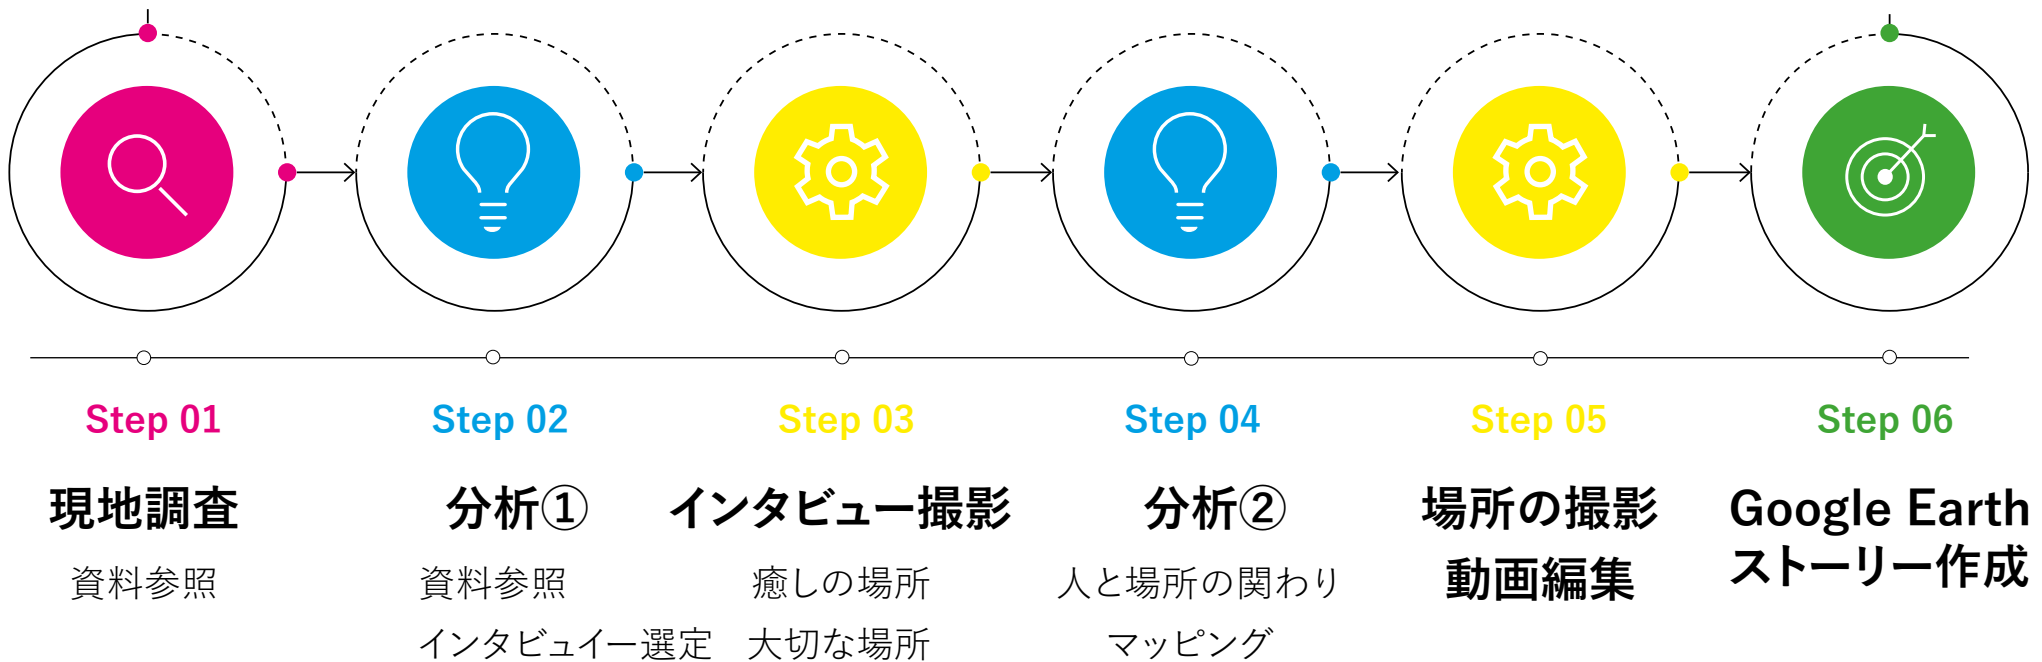 Step 01
現地調査
資料参照
Step 02
分析①
資料参照
インタビュイー選定
Step 03
インタビュー撮影
癒しの場所
大切な場所
Step 04
分析②
人と場所の関わり
マッピング
Step 05
場所の撮影
動画編集
Step 06
Google Earth
ストーリー作成